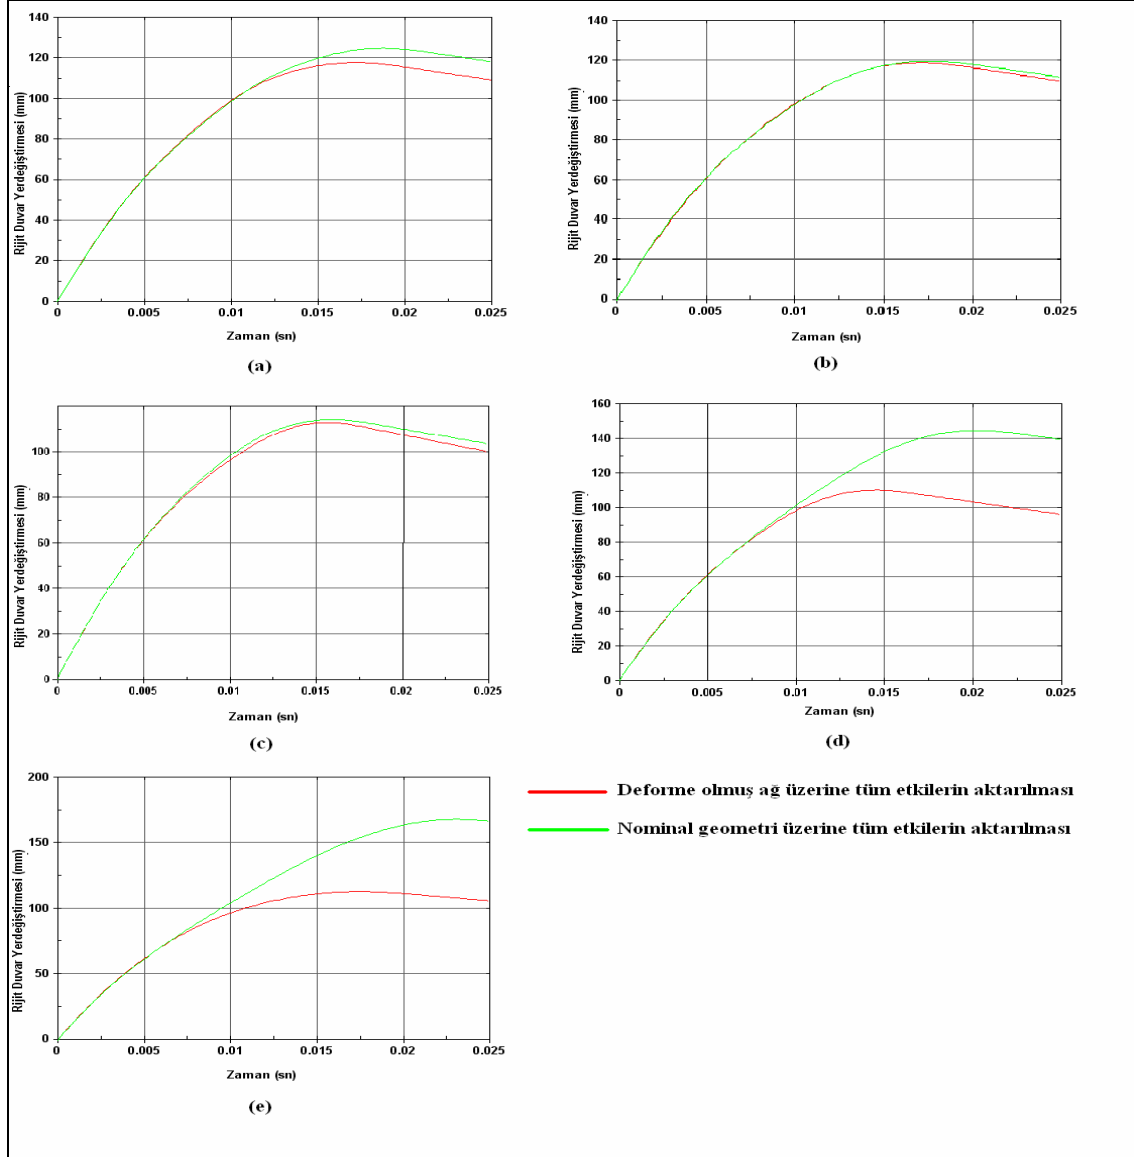 140
120
100
80
60
40
20
0
0 0.005 0.01 0.015 0.02 0.025
Rijit Duvar Yerdeğiştirmesi (mm)
Zaman (sn)
(a)
140
120
100
80
60
40
20
0
0 0.005 0.01 0.015 0.02 0.025
Rijit Duvar Yerdeğiştirmesi (mm)
Zaman (sn)
(b)
100
80
60
40
20
0
0 0.005 0.01 0.015 0.02 0.025
Rijit Duvar Yerdeğiştirmesi (mm)
Zaman (sn)
(c)
160
140
120
100
80
60
40
20
0
0 0.005 0.01 0.015 0.02 0.025
Rijit Duvar Yerdeğiştirmesi (mm)
Zaman (sn)
(d)
200
150
100
50
0
0 0.005 0.01 0.015 0.02 0.025
Rijit Duvar Yerdeğiştirmesi (mm)
Zaman (sn)
(e)
Deforme olmuş ağ üzerine tüm etkilerin aktarılması
Nominal geometri üzerine tüm etkilerin aktarılması